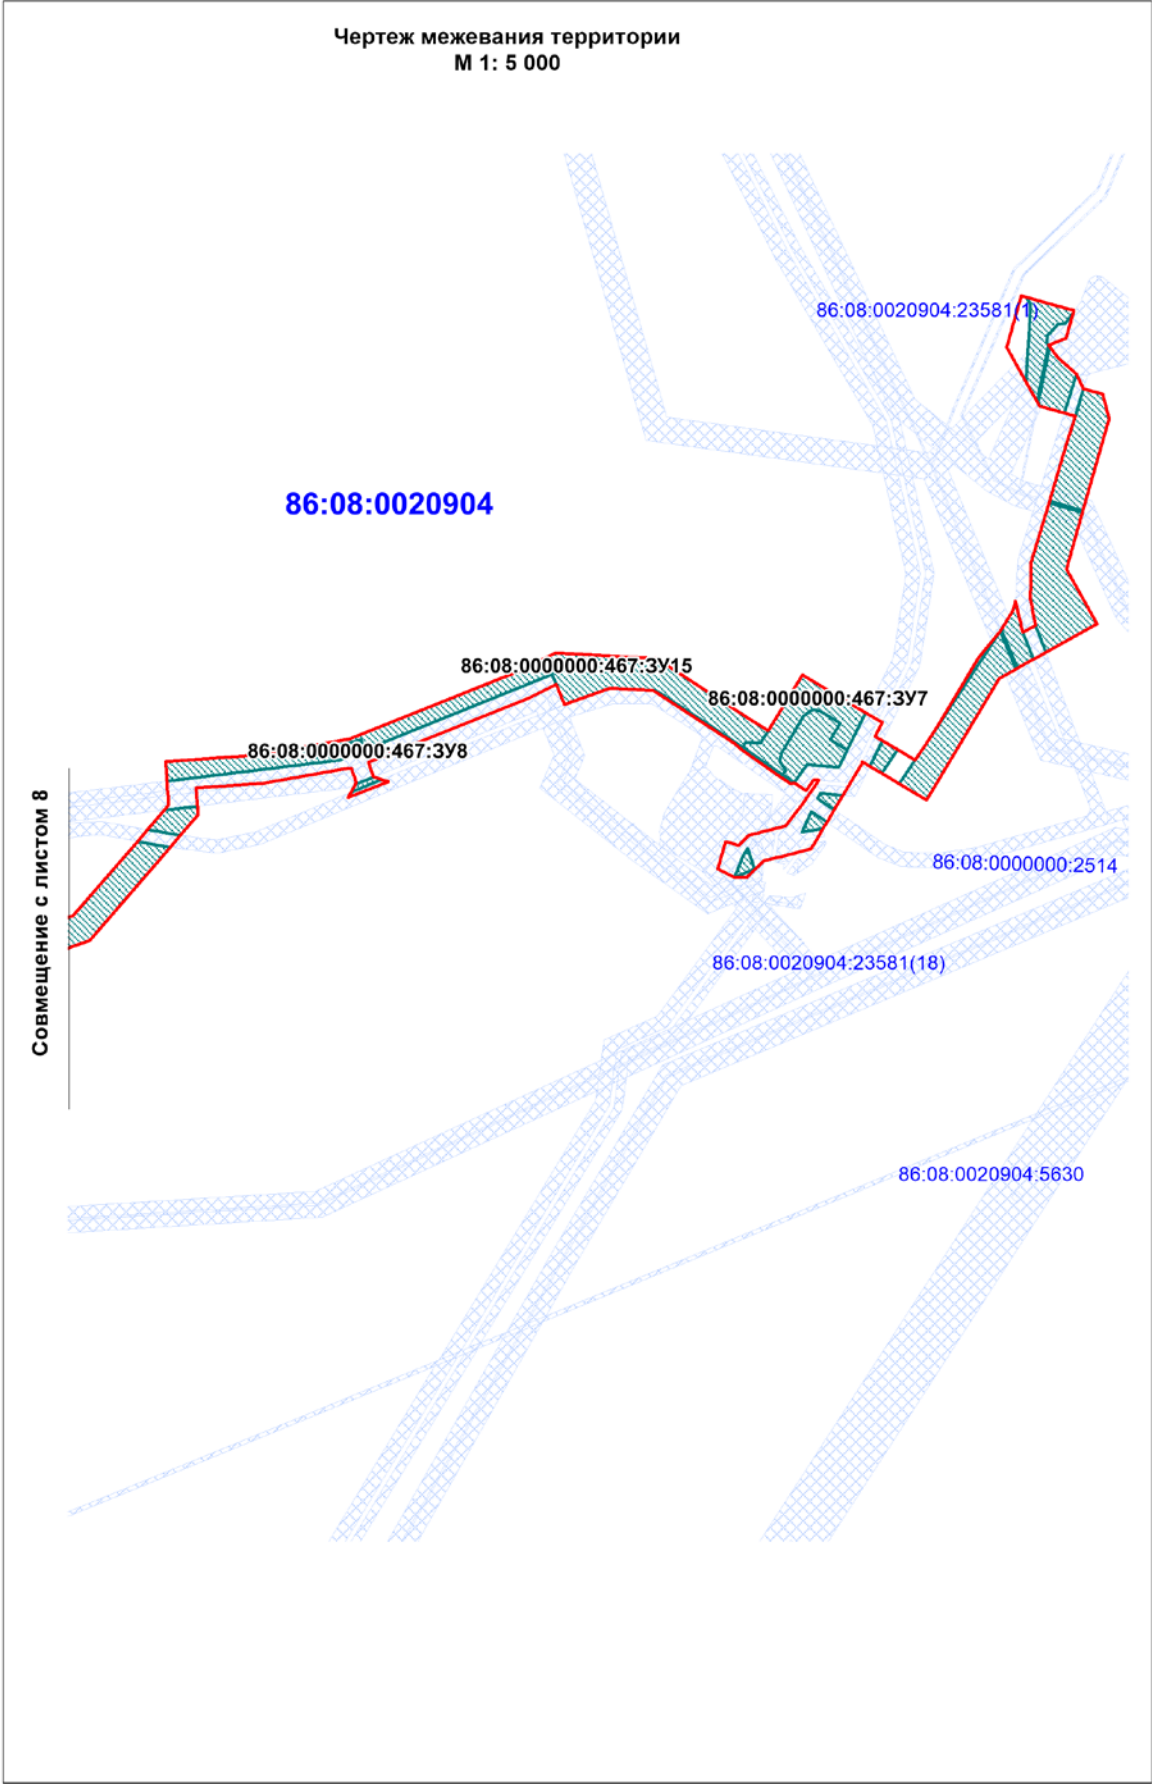 Чертеж межевания территории
М 1: 5 000
86:08:0020904:23581(1)
86:08:0020904
86:08:0000000:467:ЗУ15
86:08:0000000:467:ЗУ7
86:08:0000000:467:ЗУ8
Совмещение с листом 8
86:08:0000000:2514
86:08:0020904:23581(18)
86:08:0020904:5630